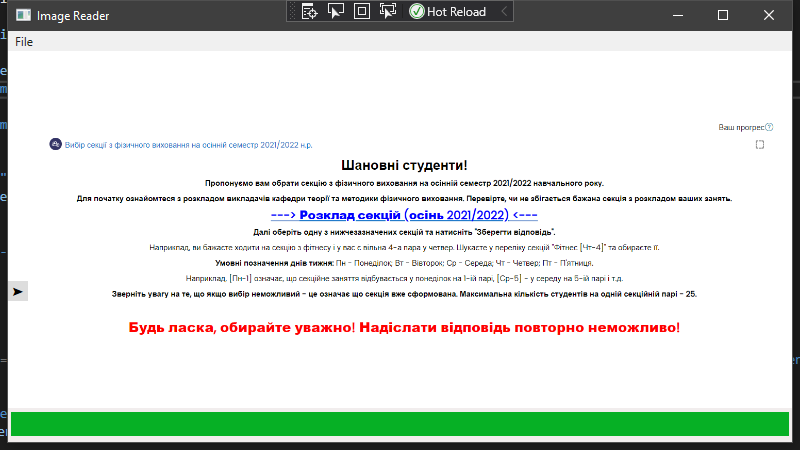 Image Reader
Hot Reload
File
Ваш прогрес
Вибір секції з фізичного виховання на осінній семестр 2021/2022 н.р.
Шановні студенти!
Пропонуємо вам обрати секцію з фізичного виховання на осінній семестр 2021/2022 навчального року.
Для початку ознайомтеся з розкладом викладачів кафедри теорії та методики фізичного виховання. Перевірте, чи не збігається бажана секція з розкладом ваших занять.
---> Розклад секцій (осінь 2021/2022) <---
Далі оберіть одну з нижчезазначених секцій та натисніть "Зберегти відповідь".
Наприклад, ви бажаєте ходити на секцію з фітнесу і у вас є вільна 4-а пара у четвер. Шукаєте у переліку секцій "Фітнес [Чт-4]" та обираєте її.
Умовні позначення днів тижня: Пн - Понеділок; Вт - Вівторок; Ср - Середа; Чт - Четвер; Пт - П'ятниця.
Наприклад, [Пн-1] означає, що секційне заняття відбувається у понеділок на 1-ій парі, [Ср-5] - у середу на 5-ій парі і т.д.
Зверніть увагу на те, що якщо вибір неможливий - це означає що секція вже сформована. Максимальна кількість студентів на одній секційній парі - 25.
Будь ласка, обирайте уважно! Надіслати відповідь повторно неможливо!